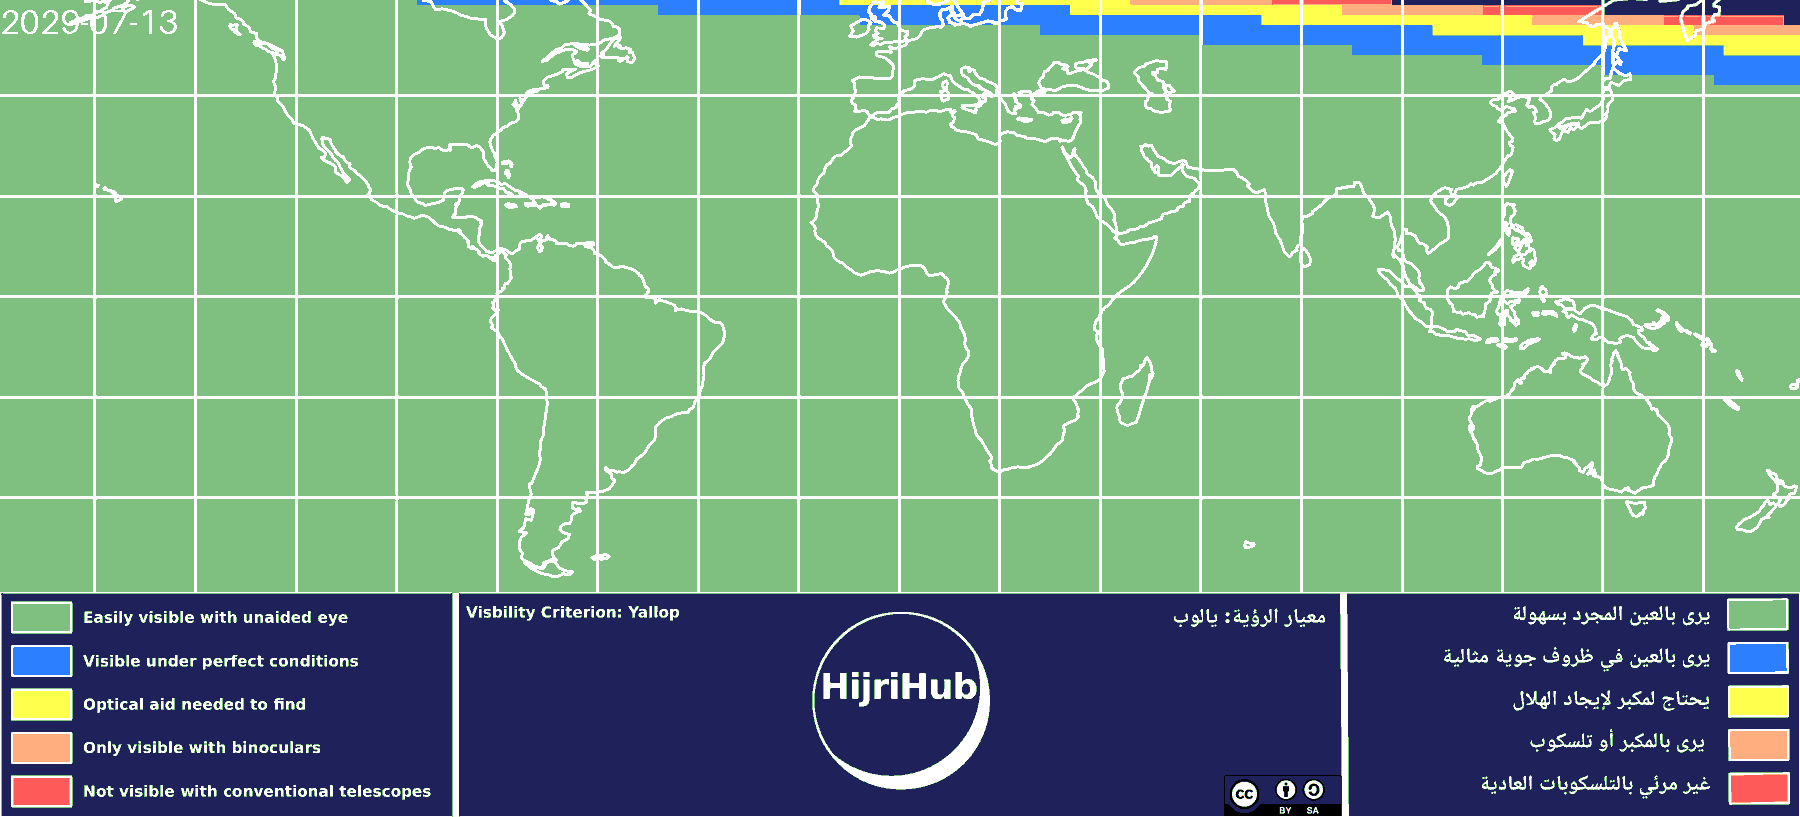 2029-07-13
Easily visible with unaided eye
Visible under perfect conditions
Optical aid needed to find
Only visible with binoculars
Not visible with conventional telescopes
Visbility Criterion: Yallop
معيار الرؤية: يالوب
HijriHub
cc
BY SA
يرى بالعين المجرد بسهولة
يرى بالعين في ظروف جوية مثالية
يحتاج لمكبر لإيجاد الهلال
يرى بالمكبر أو تلسكوب
غير مرئي بالتلسكوبات العادية